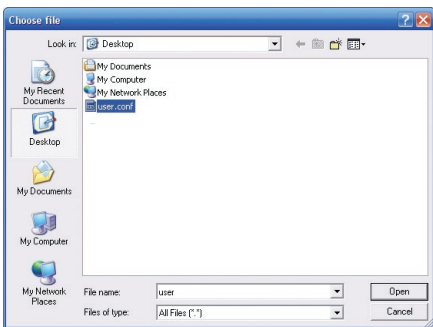 Choose file
Look in:
Desktop
My Recent
Documents
Desktop
My Documents
My Computer
My Network
Places
My Documents
My Computer
My Network Places
user.conf
File name:
user
Open
Files of type:
All Files (*.*)
Cancel